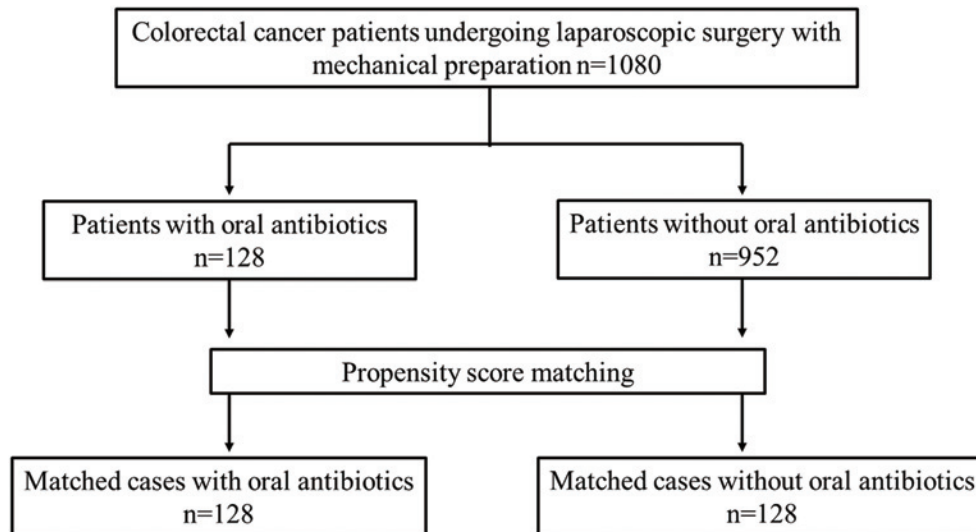 Colorectal cancer patients undergoing laparoscopic surgery with
mechanical preparation n=1080
Patients with oral antibiotics
n=128
Patients without oral antibiotics
n=952
Propensity score matching
Matched cases with oral antibiotics
n=128
Matched cases without oral antibiotics
n=128